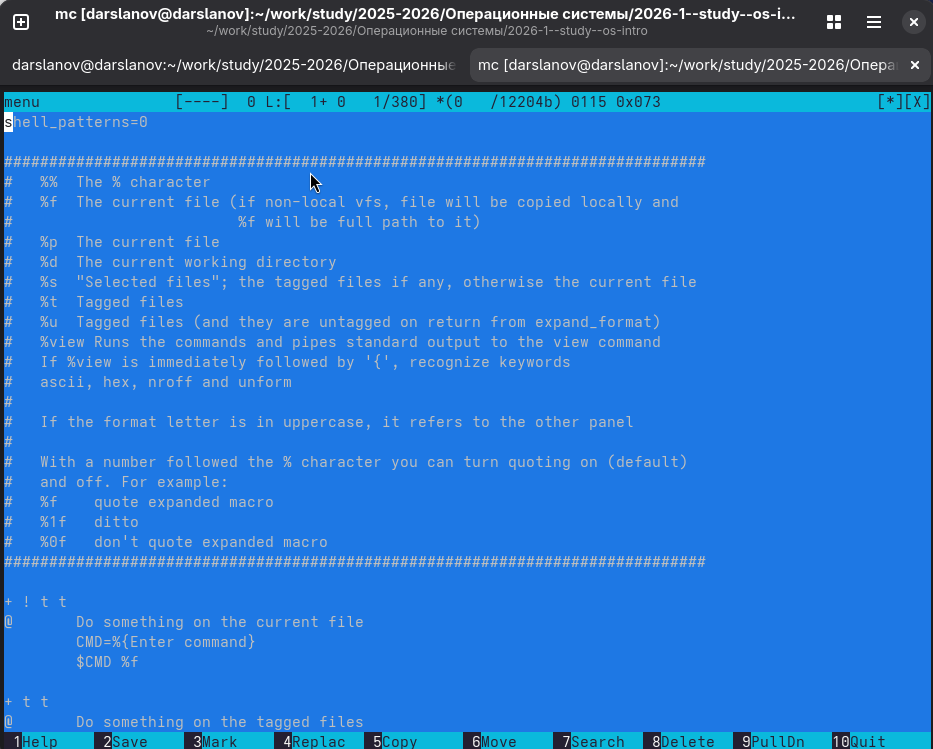 mc [darslanov@darslanov]:~/work/study/2025-2026/Операционные системы/2026-1--study--os-i…
~/work/study/2025-2026/Операционные системы/2026-1--study--os-intro
darslanov@darslanov:~/work/study/2025-2026/Операционные
mc [darslanov@darslanov]:~/work/study/2025-2026/Опера
menu               [----]  0 L:[  1+ 0   1/380] *(0   /12204b) 0115 0x073                        [*][X]
shell_patterns=0
##############################################################################
#   %%  The % character
#   %f  The current file (if non-local vfs, file will be copied locally and
#                         %f will be full path to it)
#   %p  The current file
#   %d  The current working directory
#   %s  "Selected files"; the tagged files if any, otherwise the current file
#   %t  Tagged files
#   %u  Tagged files (and they are untagged on return from expand_format)
#   %view Runs the commands and pipes standard output to the view command
#   If %view is immediately followed by '{', recognize keywords
#   ascii, hex, nroff and unform
#
#   If the format letter is in uppercase, it refers to the other panel
#
#   With a number followed the % character you can turn quoting on (default)
#   and off. For example:
#   %f    quote expanded macro
#   %1f   ditto
#   %0f   don't quote expanded macro
##############################################################################
+ ! t t
@       Do something on the current file
        CMD=%{Enter command}
        $CMD %f
+ t t
@       Do something on the tagged files
1Help 2Save 3Mark 4Replac 5Copy 6Move 7Search 8Delete 9PullDn 10Quit